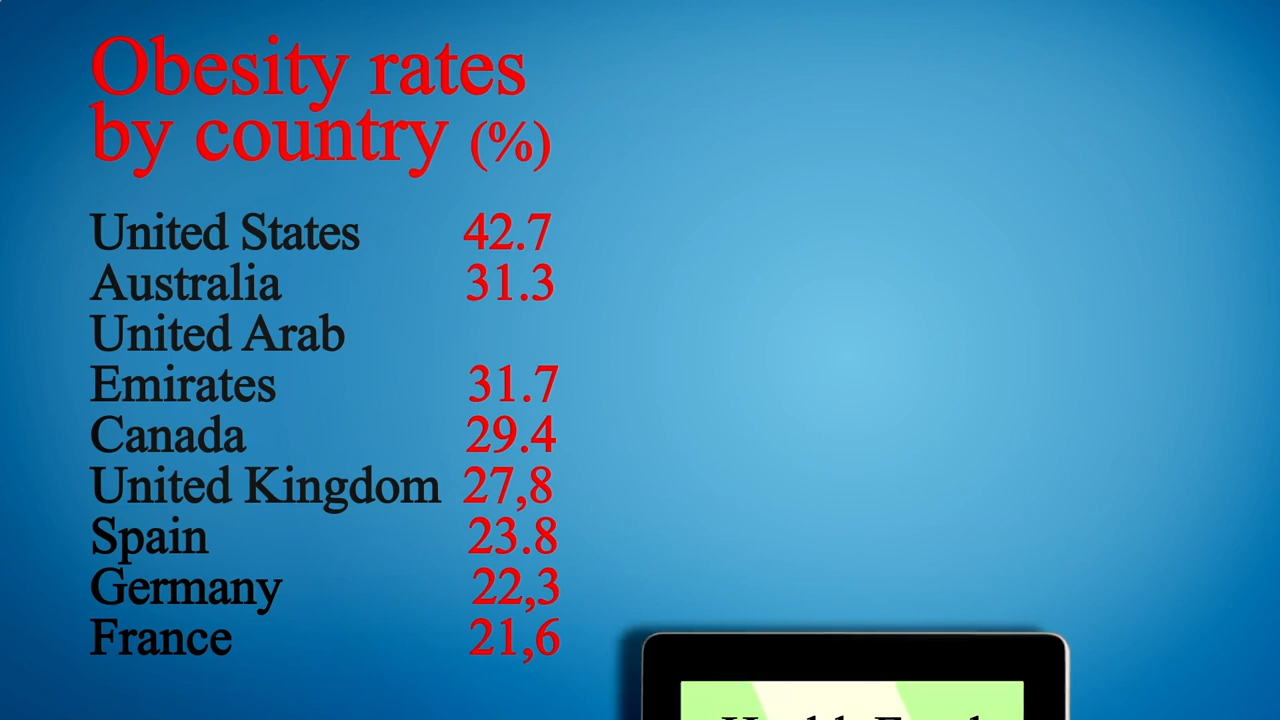 Obesity rates
by country (%)
United States 42.7
Australia 31.3
United Arab
Emirates 31.7
Canada 29.4
United Kingdom 27,8
Spain 23.8
Germany 22,3
France 21,6